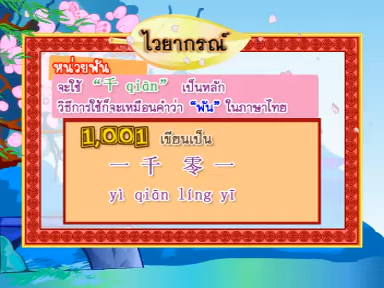 ไวยากรณ์
หน่วยพัน
จะใช้ “千 qiān” เป็นหลัก
วิธีการใช้ก็จะเหมือนคำว่า “พัน” ในภาษาไทย
1,001 เขียนเป็น
一 千 零 一
yì qiān líng yī